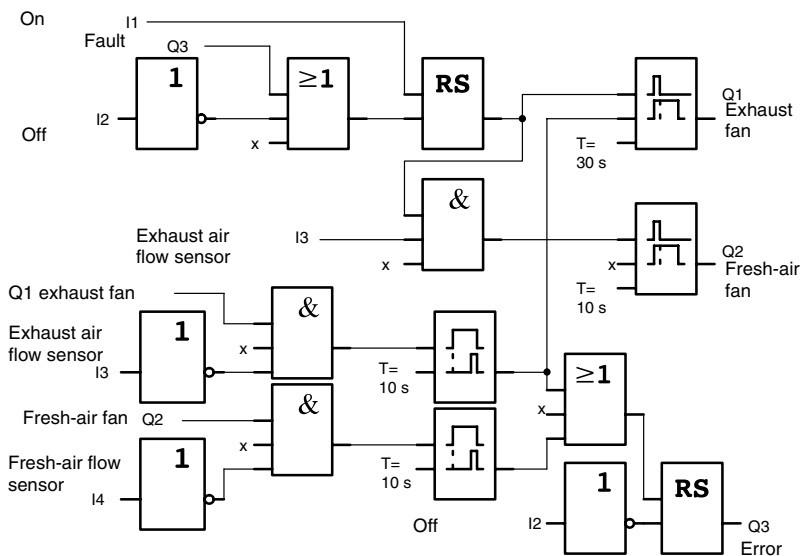 On
I1
Fault
Q3
1
≥1
RS
Q1
Exhaust
fan
I2
Off
x
T=
30 s
&
Exhaust air
flow sensor
I3
x
Q2
Fresh-air
fan
x
T=
10 s
Q1 exhaust fan
&
Exhaust air
flow sensor
1
x
I3
T=
10 s
≥1
x
Fresh-air fan
Q2
&
x
Fresh-air flow
sensor
1
T=
10 s
I4
Off
I2
1
RS
Q3
Error